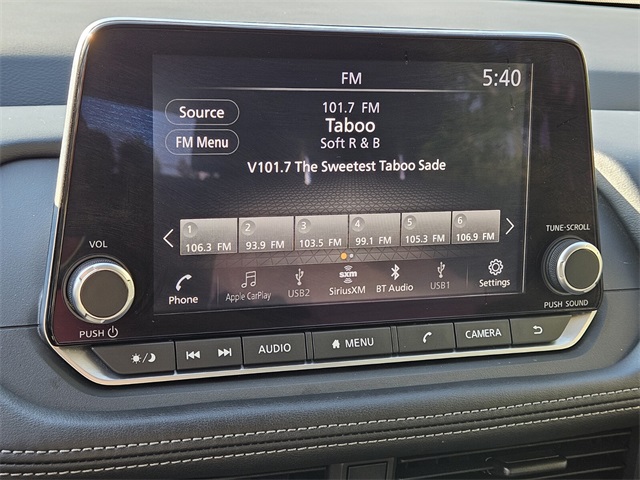 FM
5:40
Source
101.7 FM
Taboo
FM Menu
Soft R & B
V101.7 The Sweetest Taboo Sade
1 2 3 4 5 6
106.3 FM 93.9 FM 103.5 FM 99.1 FM 105.3 FM 106.9 FM
VOL
TUNE·SCROLL
Phone
Apple CarPlay
USB2
sxm
SiriusXM
BT Audio
USB1
Settings
PUSH
PUSH SOUND
AUDIO
MENU
CAMERA